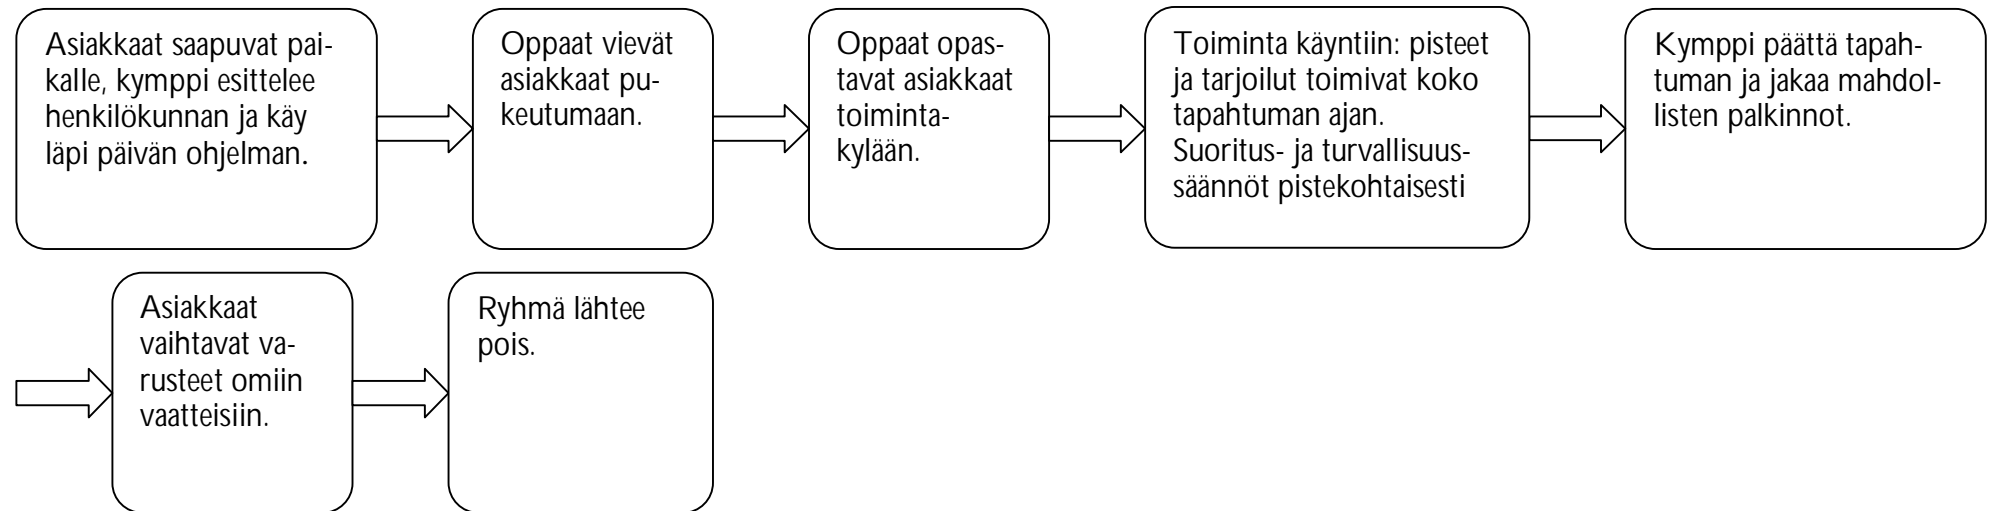 Asiakkaat saapuvat pai-
kalle, kymppi esittelee
henkilökunnan ja käy
läpi päivän ohjelman.
Oppaat vievät
asiakkaat pu-
keutumaan.
Oppaat opas-
tavat asiakkaat
toiminta-
kylään.
Toiminta käyntiin: pisteet
ja tarjoilut toimivat koko
tapahtuman ajan.
Suoritus- ja turvallisuus-
säännöt pistekohtaisesti
Kymppi päättä tapah-
tuman ja jakaa mahdol-
listen palkinnot.
Asiakkaat
vaihtavat va-
rusteet omiin
vaatteisiin.
Ryhmä lähtee
pois.